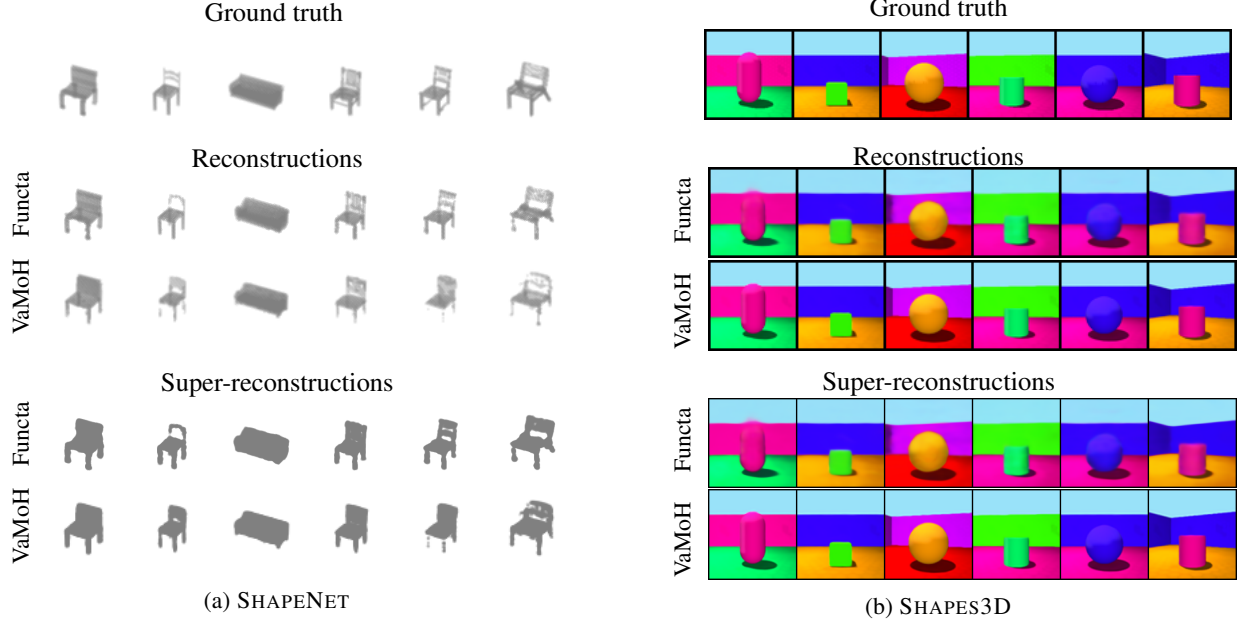 Ground truth
Reconstructions
Functa
VaMoH
Super-reconstructions
Functa
VaMoH
(a) SHAPENET
Ground truth
Reconstructions
Functa
VaMoH
Super-reconstructions
Functa
VaMoH
(b) SHAPES3D